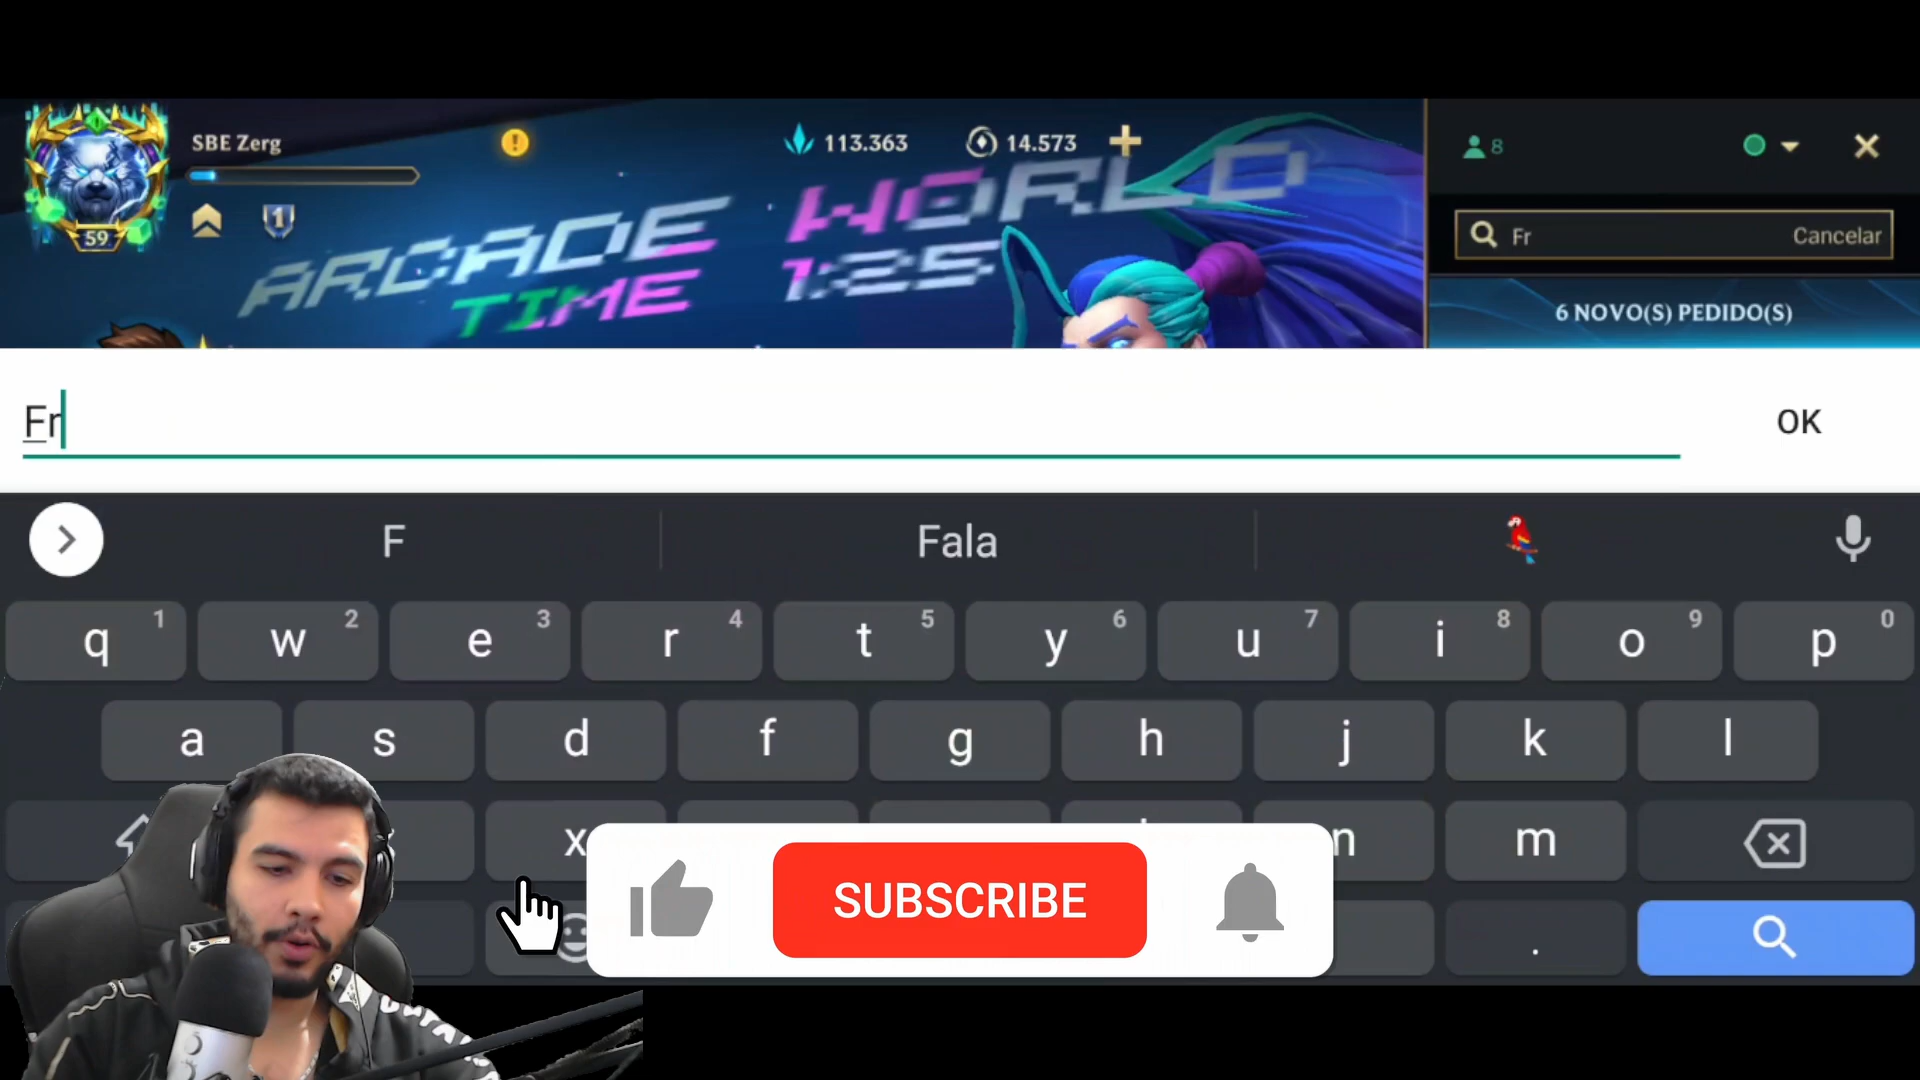 SBE Zerg
!
113.363
14.573
8
59
1
ARCADE WORLD
TIME 1:25
Fr Cancelar
6 NOVO(S) PEDIDO(S)
Fr
OK
F Fala
q 1 w 2 e 3 r 4 t 5 y 6 u 7 i 8 o 9 p 0
a s d f g h j k l
x n m
SUBSCRIBE
.